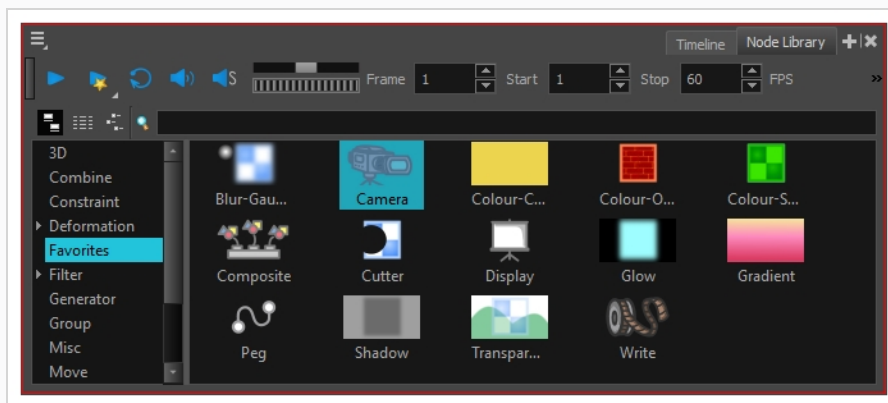 Timeline Node Library
S Frame 1 Start 1 Stop 60 FPS
3D
Combine
Constraint
Deformation
Favorites
Filter
Generator
Group
Misc
Move
Blur-Gau... Camera Colour-C... Colour-O... Colour-S...
Composite Cutter Display Glow Gradient
Peg Shadow Transpar... Write